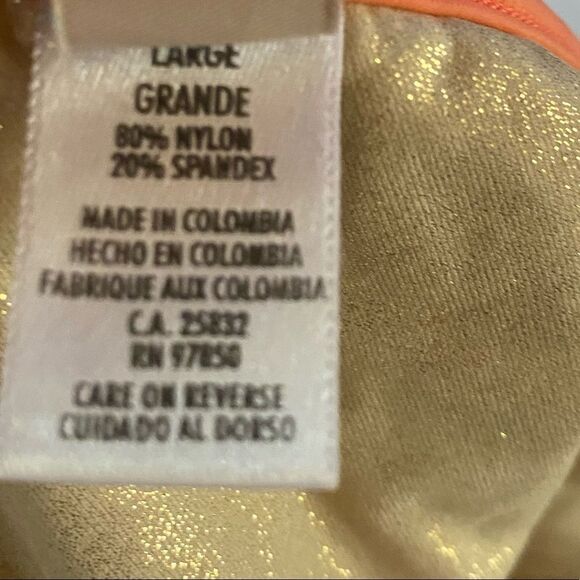 LARGE
GRANDE
80% NYLON
20% SPANDEX
MADE IN COLOMBIA
HECHO EN COLOMBIA
FABRIQUE AUX COLOMBIA
C.A. 25832
RN 97850
CARE ON REVERSE
CUIDADO AL DORSO